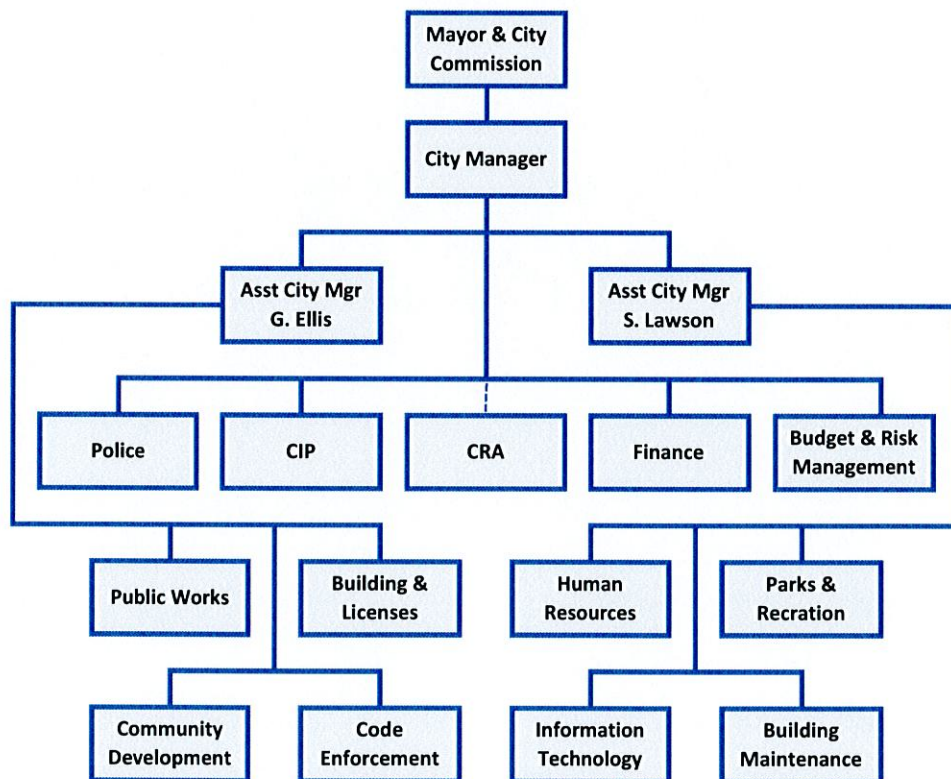 Mayor & City
Commission
City Manager
Asst City Mgr
G. Ellis
Asst City Mgr
S. Lawson
Police
CIP
CRA
Finance
Budget & Risk
Management
Public Works
Building &
Licenses
Human
Resources
Parks &
Recration
Community
Development
Code
Enforcement
Information
Technology
Building
Maintenance